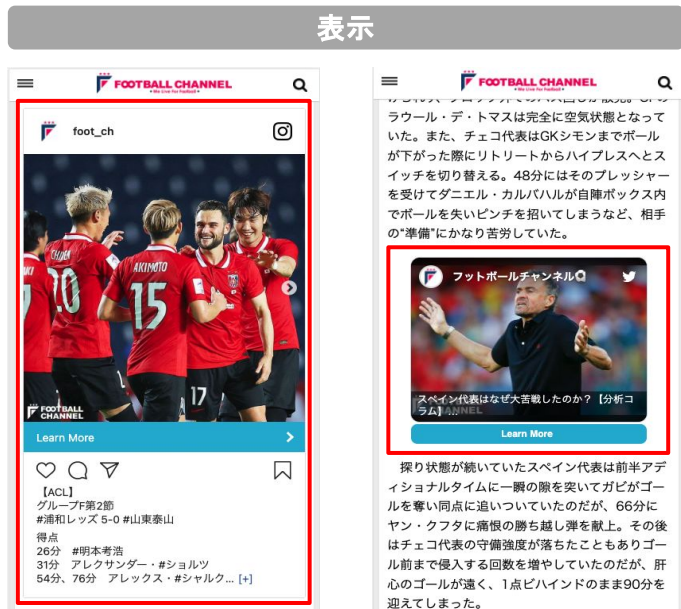 表示
FOOTBALL CHANNEL
We Live For Football
foot_ch
CHIDEN
20
AKIMOTO
15
17
FOOTBALL
CHANNEL
Learn More
【ACL】
グループF第2節
#浦和レッズ 5-0 #山東泰山
得点
26分　#明本考浩
31分　アレクサンダー・#ショルツ
54分、76分　アレックス・#シャルク... [+]
FOOTBALL CHANNEL
We Live For Football
ラウール・デ・トマスは完全に空気状態となって
いた。また、チェコ代表はGKシモンまでボール
が下がった際にリトリートからハイプレスへとス
イッチを切り替える。48分にはそのプレッシャー
を受けてダニエル・カルバハルが自陣ボックス内
でボールを失いピンチを招いてしまうなど、相手
の“準備”にかなり苦労していた。
フットボールチャンネル
スペイン代表はなぜ大苦戦したのか？【分析コ
ラム】...
Learn More
探り状態が続いていたスペイン代表は前半アデ
ィショナルタイムに一瞬の隙を突いてガビがゴー
ルを奪い同点に追いついていたのだが、66分に
ヤン・クフタに痛恨の勝ち越し弾を献上。その後
はチェコ代表の守備強度が落ちたこともありゴー
ル前まで侵入する回数を増やしていたのだが、肝
心のゴールが遠く、1点ビハインドのまま90分を
迎えてしまった。